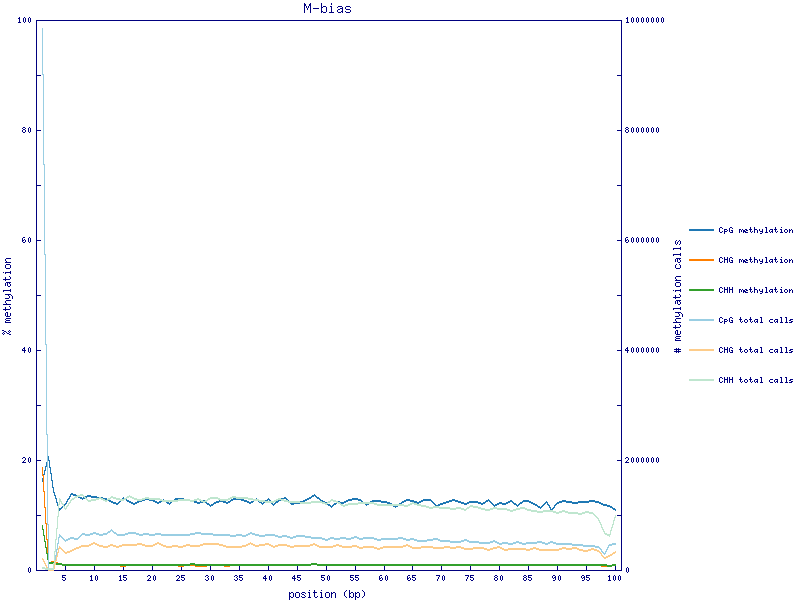 M-bias
100
80
60
40
20
0
% methylation
10000000
8000000
6000000
4000000
2000000
0
# methylation calls
5 10 15 20 25 30 35 40 45 50 55 60 65 70 75 80 85 90 95 100
position (bp)
CpG methylation
CHG methylation
CHH methylation
CpG total calls
CHG total calls
CHH total calls